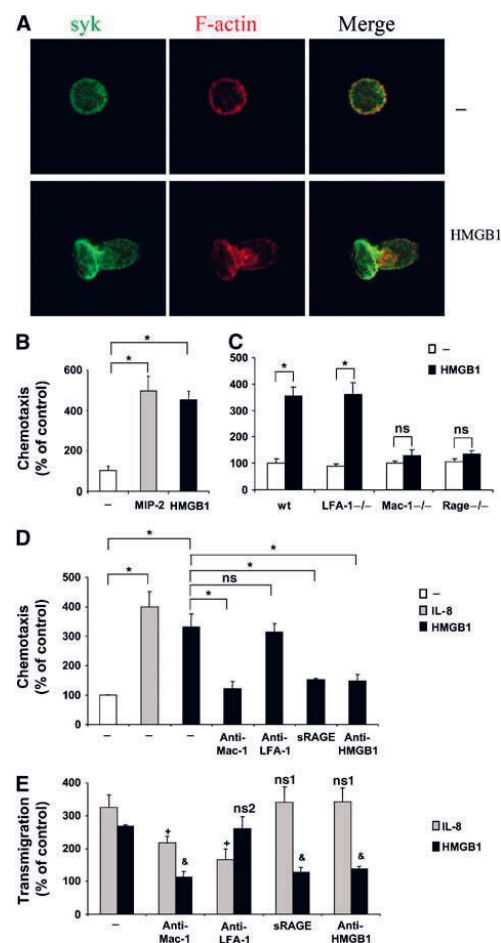 A syk F-actin Merge
–
HMGB1
B
Chemotaxis
(% of control)
600
400
200
0
*
*
– MIP-2 HMGB1
C
– HMGB1
400
300
200
100
0
* * ns ns
wt LFA-1–/– Mac-1–/– Rage–/–
D
Chemotaxis
(% of control)
500
400
300
200
100
0
*
*
*
*
ns
*
–
IL-8
HMGB1
– – – Anti-Mac-1 Anti-LFA-1 sRAGE Anti-HMGB1
E
Transmigration
(% of control)
400
300
200
100
0
+ & + ns2 ns1 & ns1 &
IL-8
HMGB1
– Anti-Mac-1 Anti-LFA-1 sRAGE Anti-HMGB1